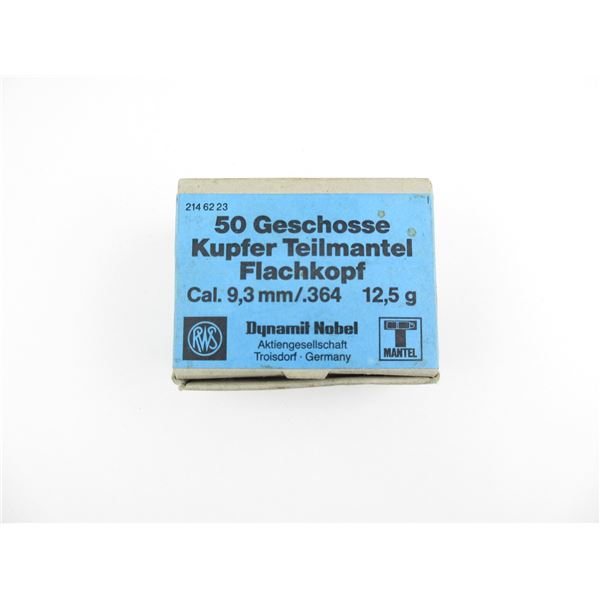 214 62 23
50 Geschosse
Kupfer Teilmantel
Flachkopf
Cal. 9,3 mm/.364 12,5 g
RWS
Dynamit Nobel
Aktiengesellschaft
Troisdorf · Germany
T
MANTEL